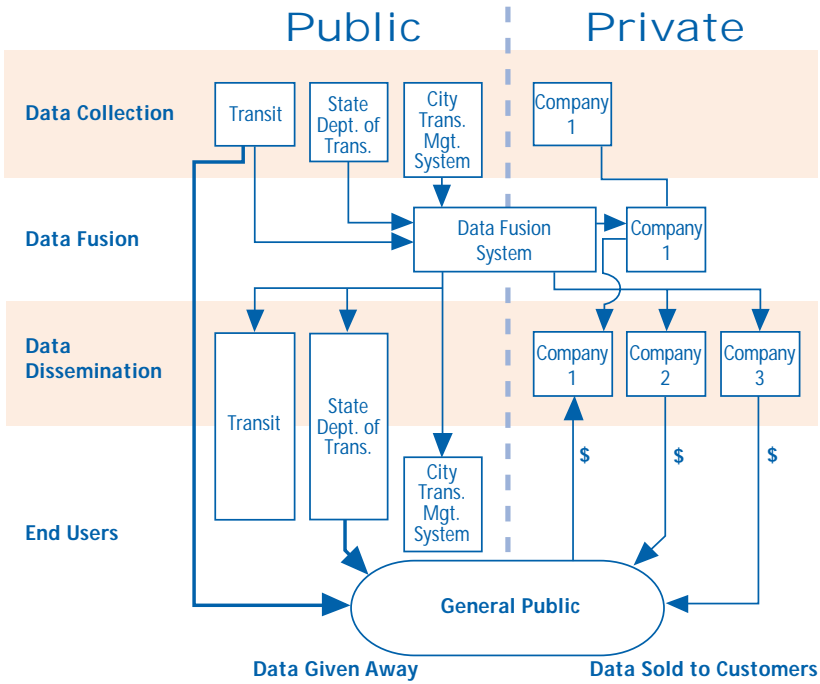 Public
Private
Data Collection
Transit
State
Dept. of
Trans.
City
Trans.
Mgt.
System
Company
1
Data Fusion
Data Fusion
System
Company
1
Data
Dissemination
Transit
State
Dept. of
Trans.
Company
1
Company
2
Company
3
$
$
$
City
Trans.
Mgt.
System
End Users
General Public
Data Given Away
Data Sold to Customers